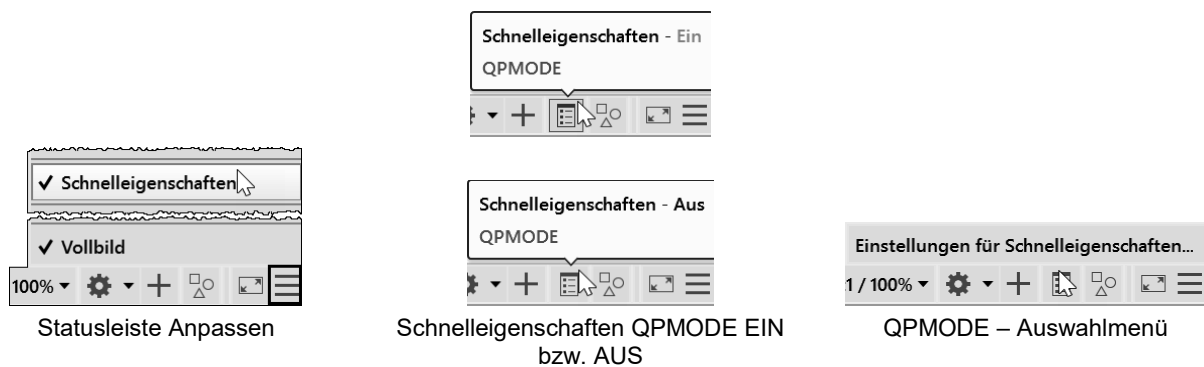 Schnelleigenschaften - Ein
QPMODE
Schnelleigenschaften
Vollbild
100%
Statusleiste Anpassen
Schnelleigenschaften - Aus
QPMODE
Schnelleigenschaften QPMODE EIN
bzw. AUS
Einstellungen für Schnelleigenschaften...
1 / 100%
QPMODE – Auswahlmenü